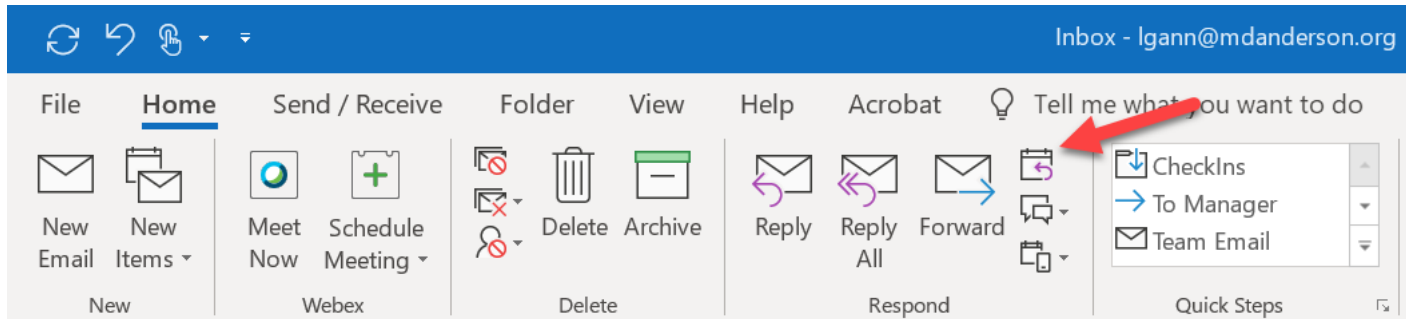 Inbox - lgann@mdanderson.org
File Home Send / Receive Folder View Help Acrobat Tell me what you want to do
New Email
New Items
Meet Now
Schedule Meeting
Delete
Archive
Reply
Reply All
Forward
CheckIns
To Manager
Team Email
New
Webex
Delete
Respond
Quick Steps